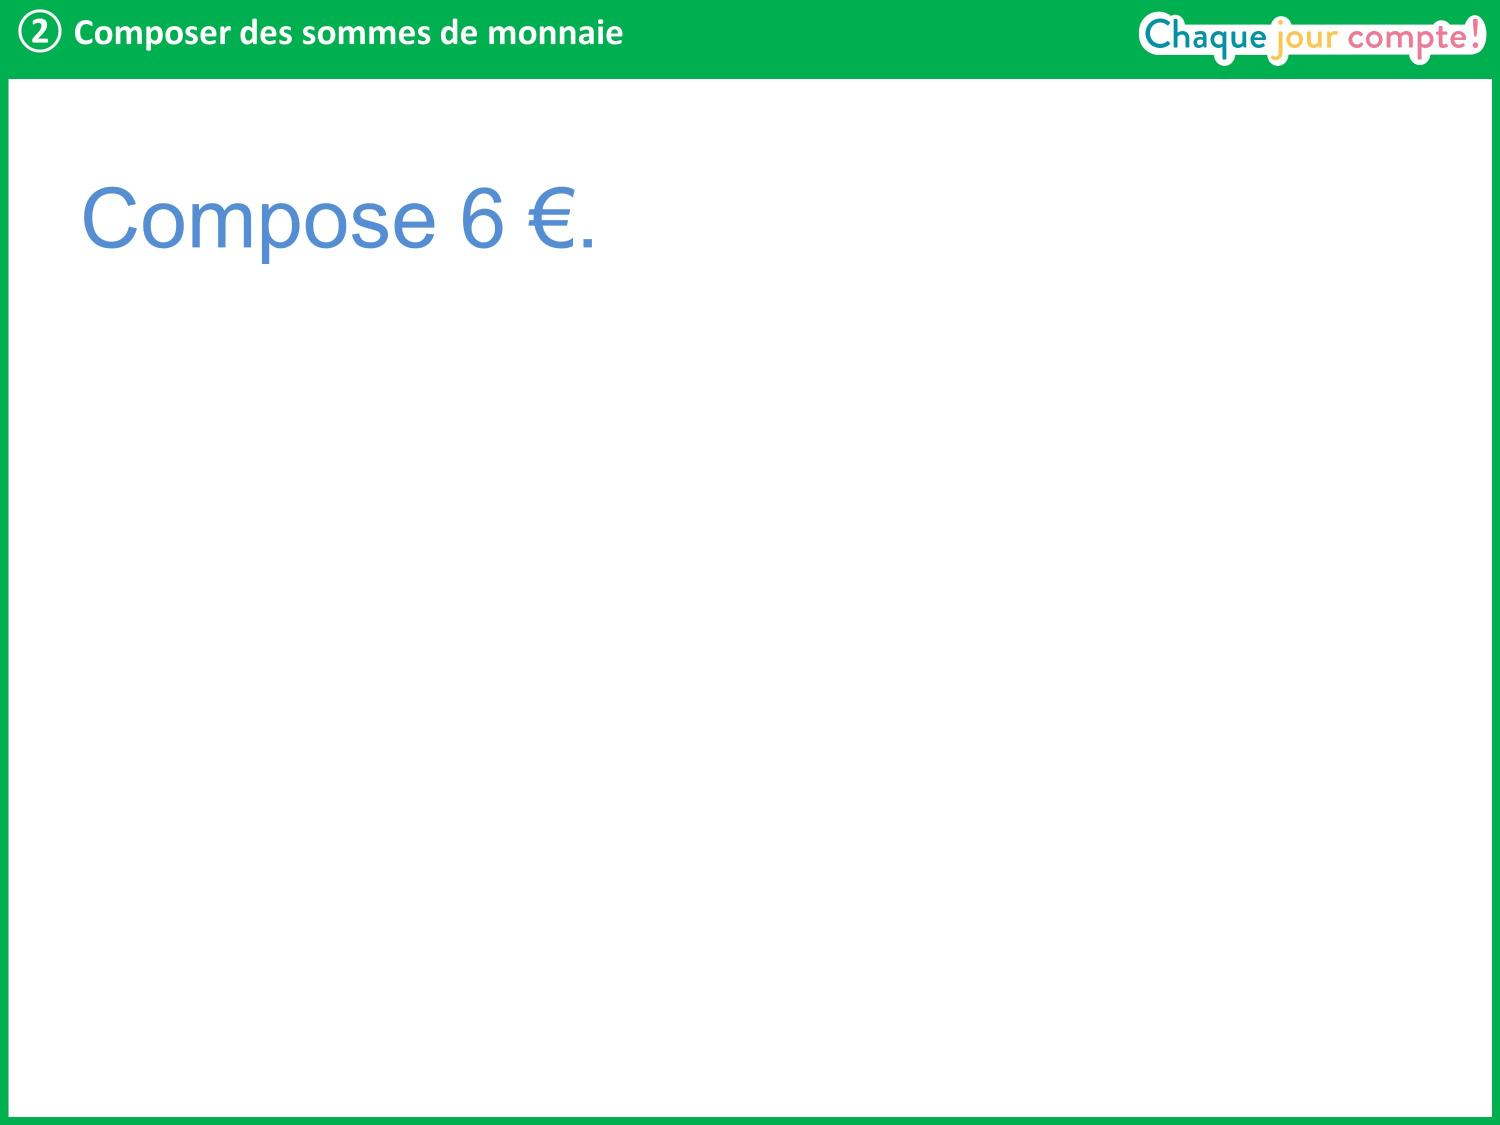 ② Composer des sommes de monnaie
Chaque jour compte!
Compose 6 €.